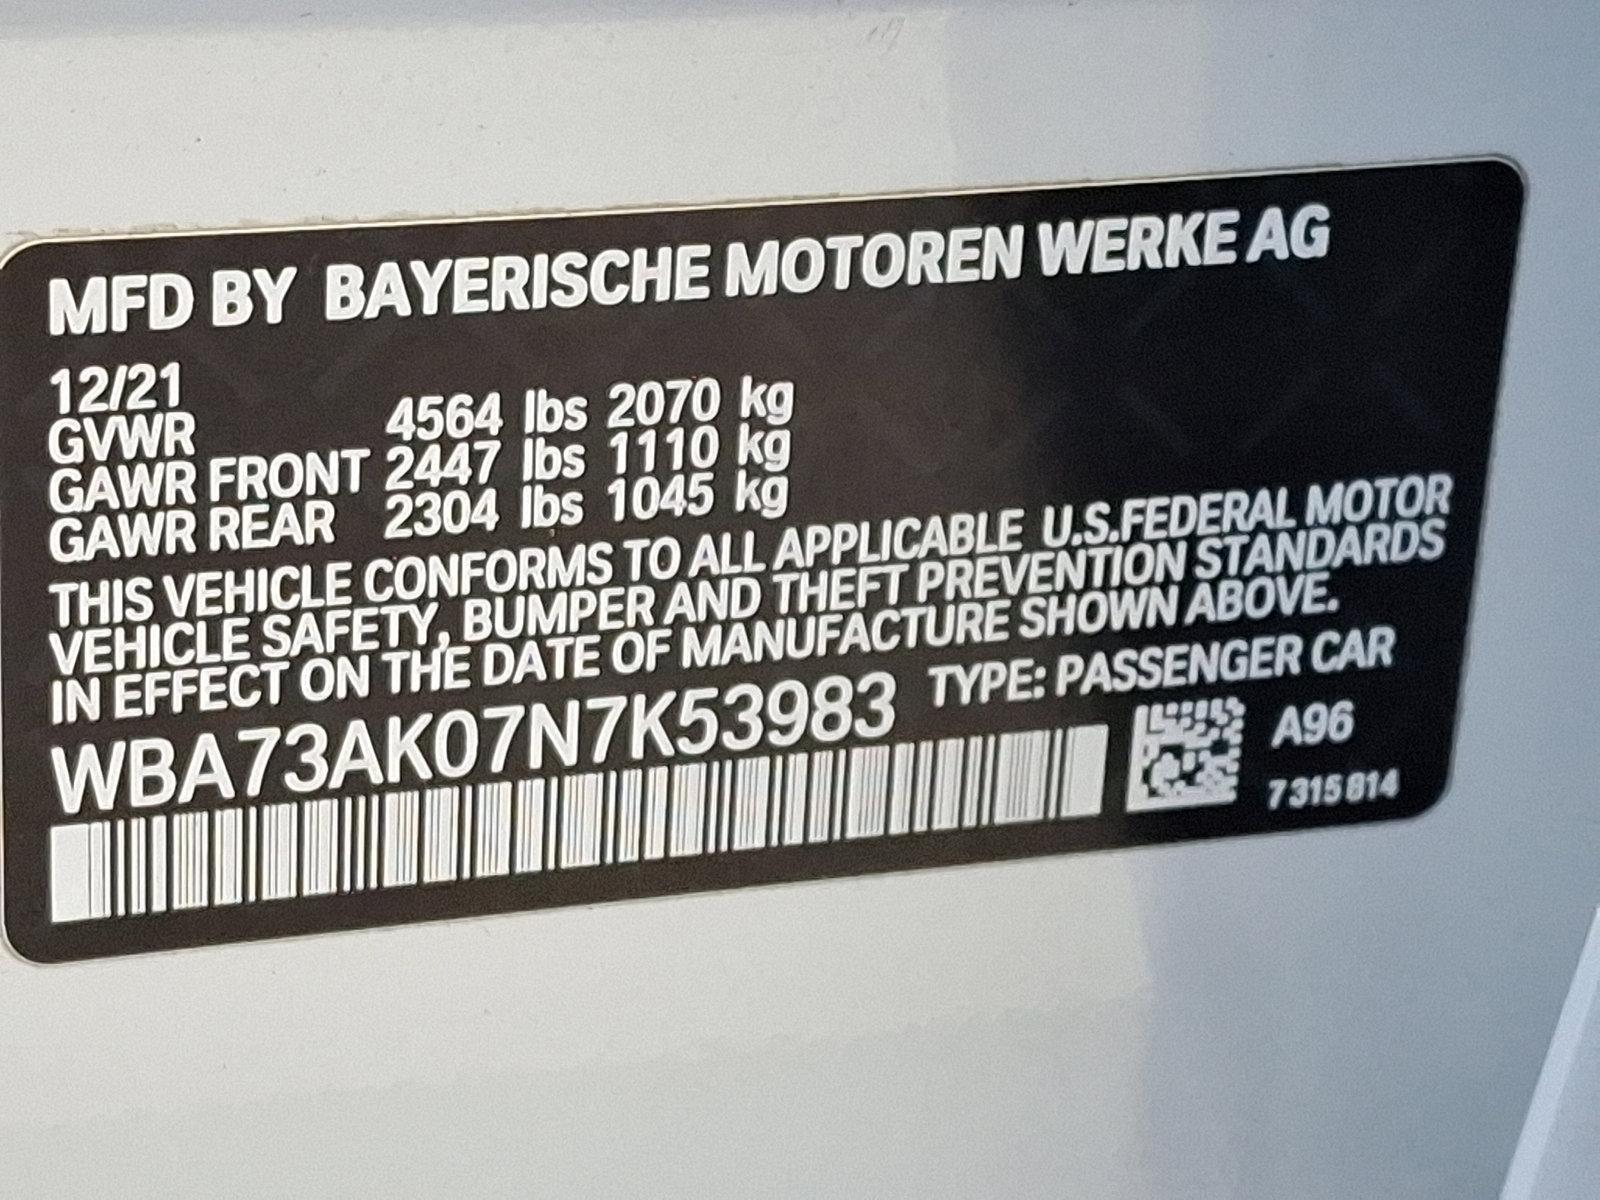 MFD BY BAYERISCHE MOTOREN WERKE AG
12/21
GVWR 4564 lbs 2070 kg
GAWR FRONT 2447 lbs 1110 kg
GAWR REAR 2304 lbs 1045 kg
THIS VEHICLE CONFORMS TO ALL APPLICABLE U.S.FEDERAL MOTOR
VEHICLE SAFETY, BUMPER AND THEFT PREVENTION STANDARDS
IN EFFECT ON THE DATE OF MANUFACTURE SHOWN ABOVE.
WBA73AK07N7K53983 TYPE: PASSENGER CAR
A96
7 315 814